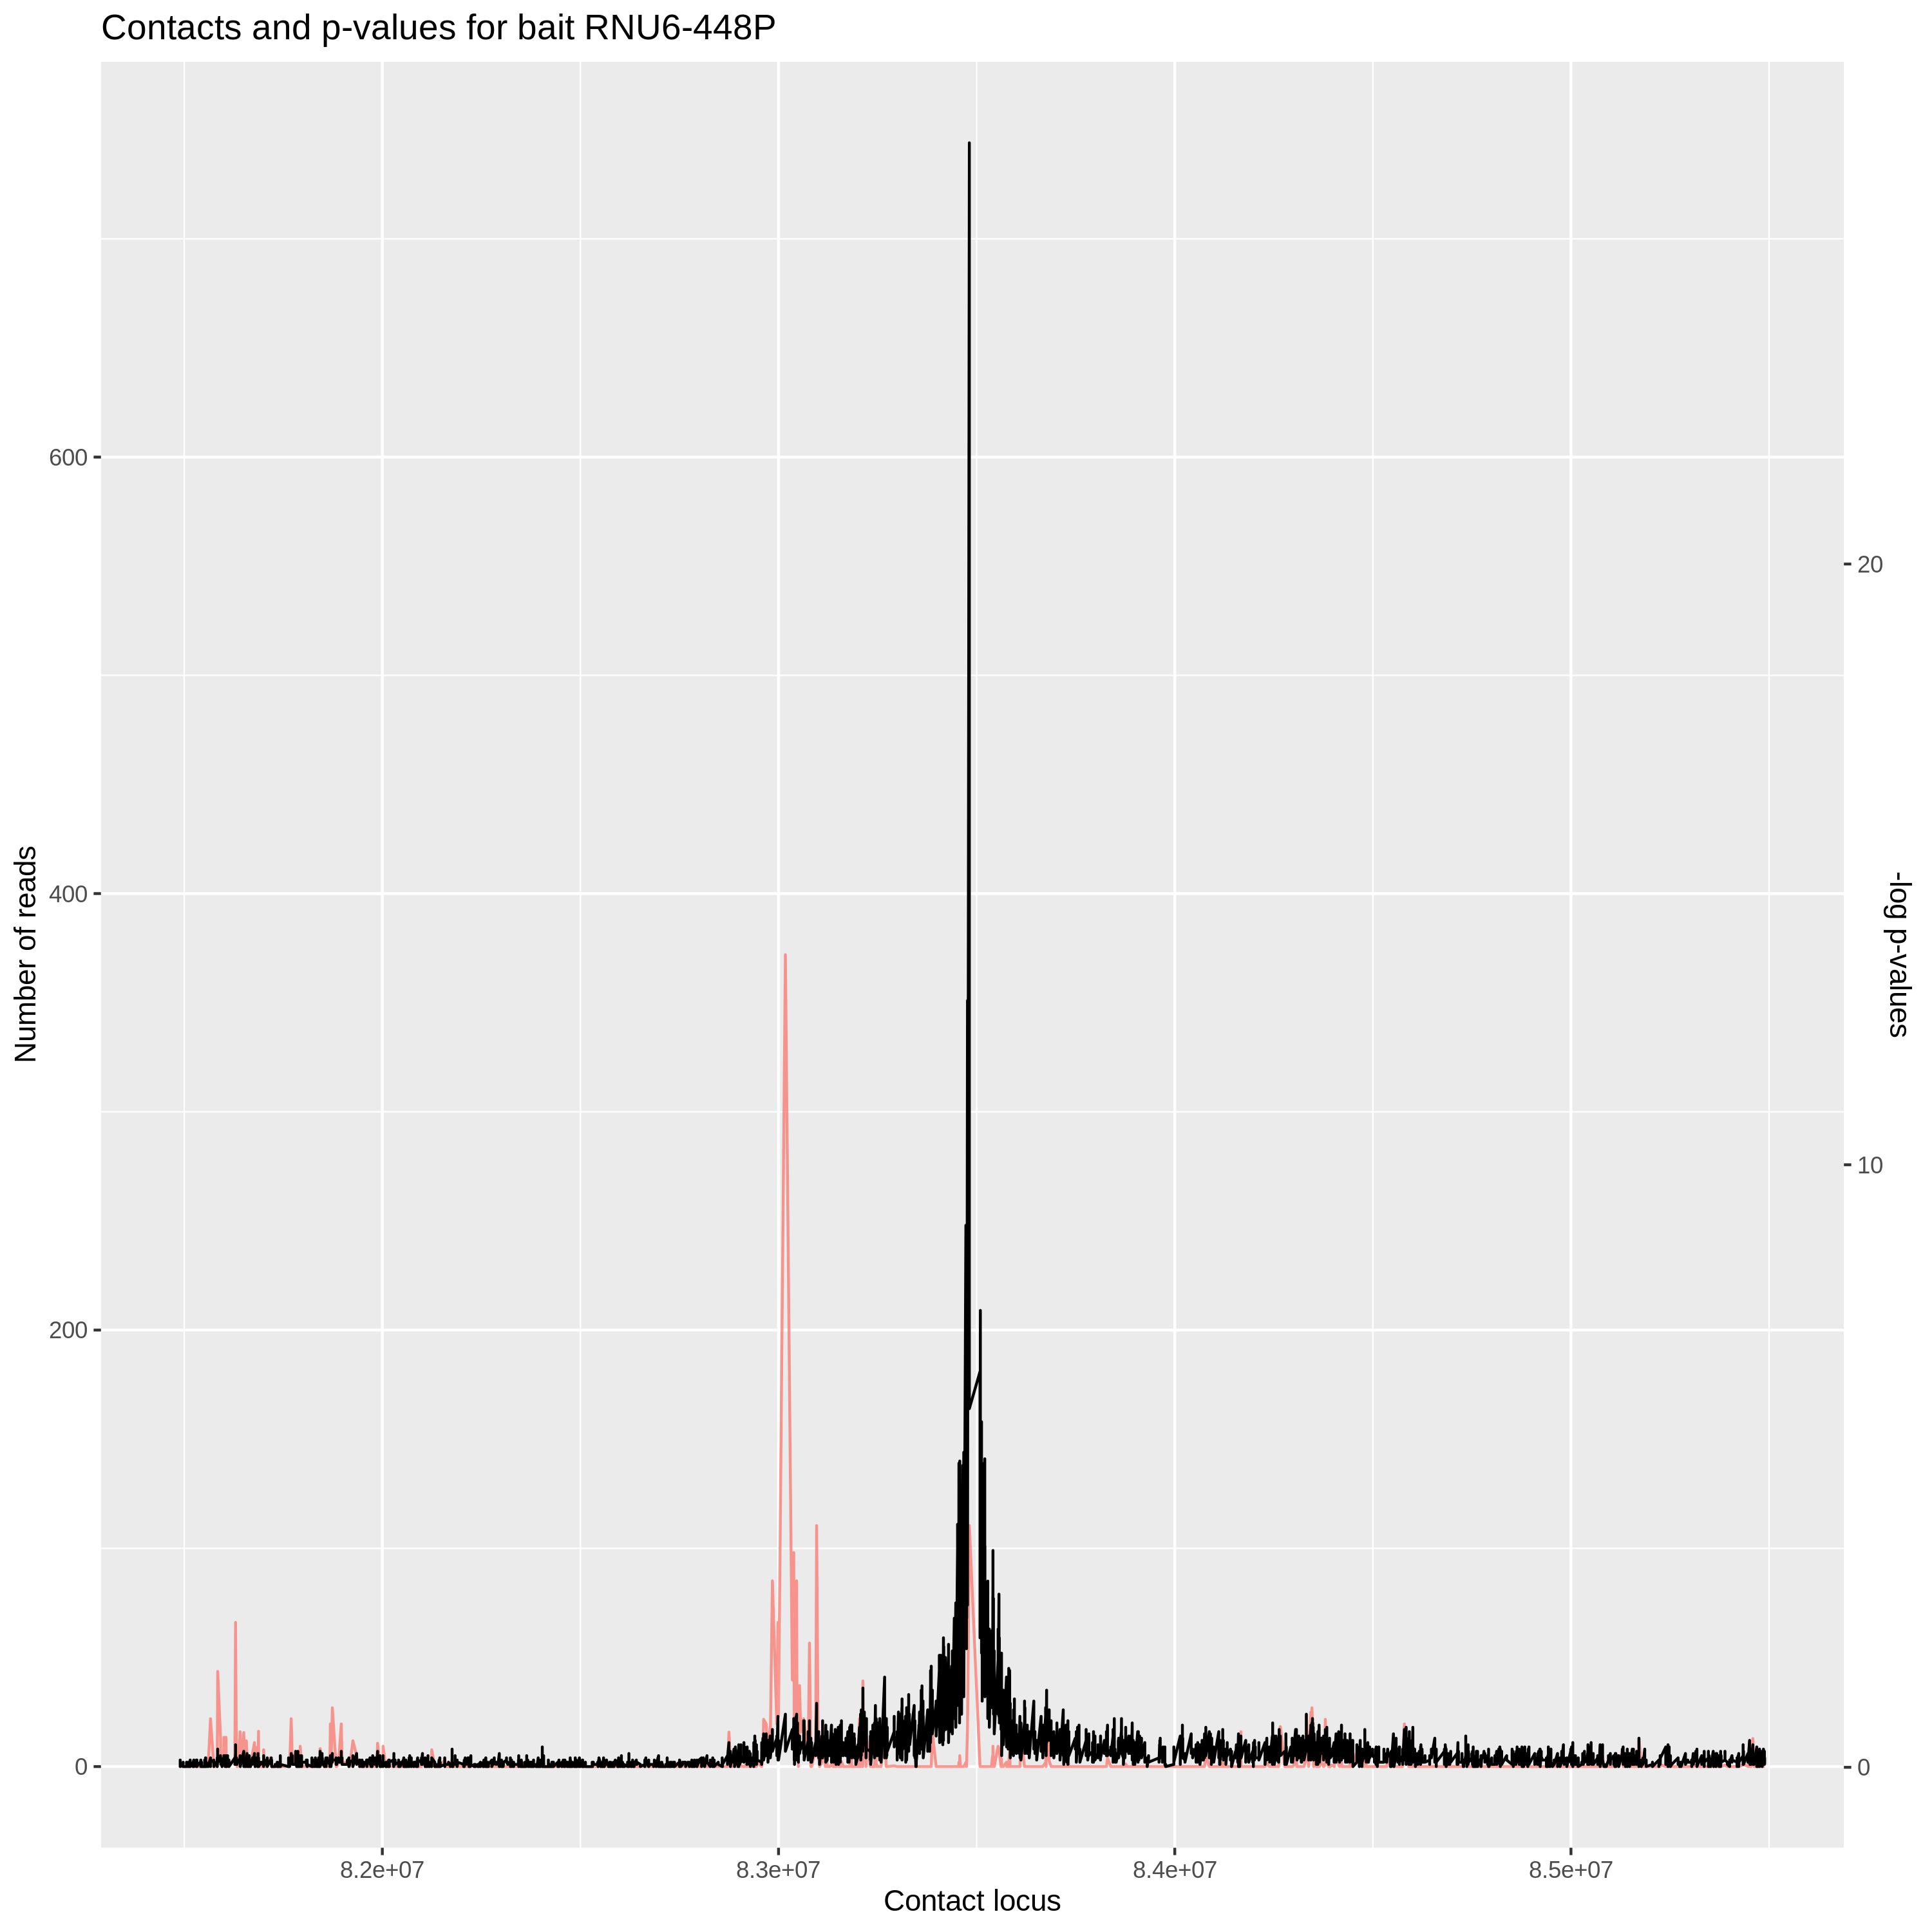 Contacts and p-values for bait RNU6-448P
600
400
200
0
20
10
0
Number of reads
-log p-values
8.2e+07
8.3e+07
8.4e+07
8.5e+07
Contact locus